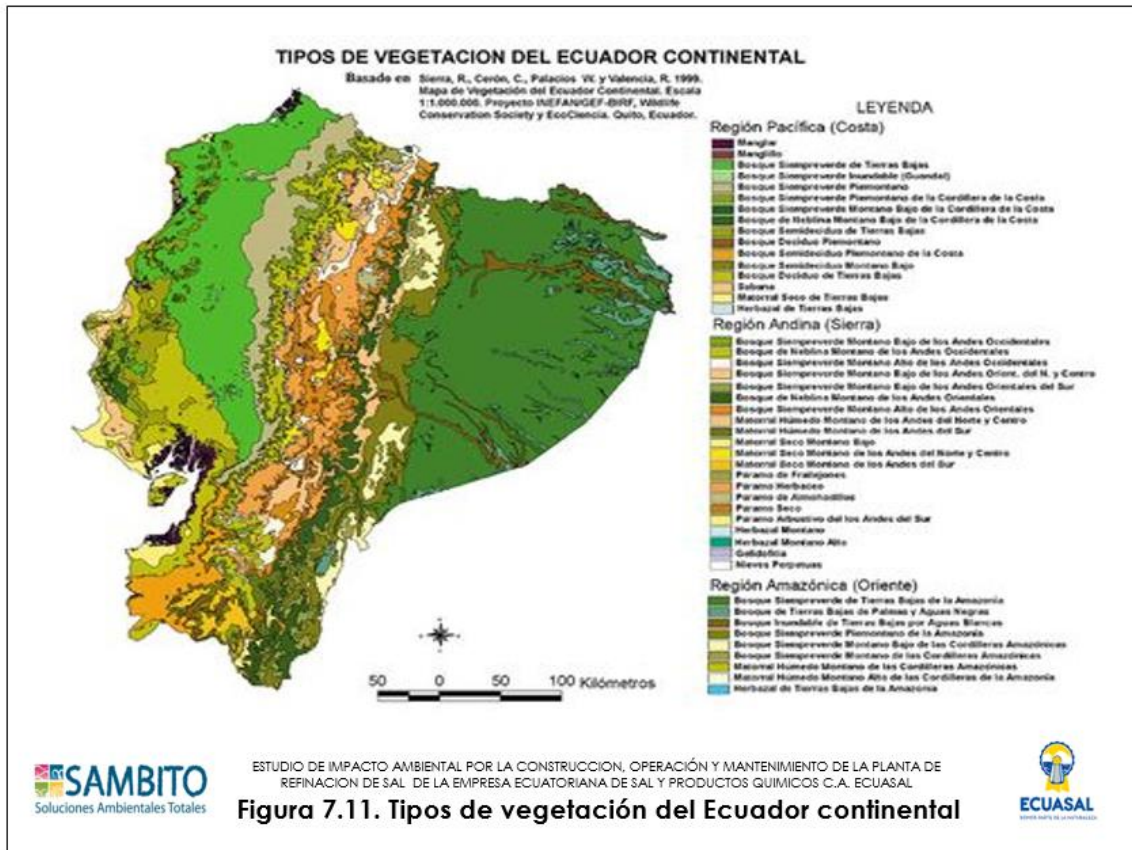 TIPOS DE VEGETACION DEL ECUADOR CONTINENTAL
Basado en Sierra, R., Cerón, C., Palacios W. y Valencia, R. 1999.
Mapa de Vegetación del Ecuador Continental. Escala
1:1.000.000. Proyecto INEFAN/GEF-BIRF, Wildlife
Conservation Society y EcoCiencia. Quito, Ecuador.
LEYENDA
Región Pacífica (Costa)
Manglar
Manglillo
Bosque Siempreverde de Tierras Bajas
Bosque Siempreverde Inundable (Guandal)
Bosque Siempreverde Piemontano
Bosque Siempreverde Piemontano de la Cordillera de la Costa
Bosque Siempreverde Montano Bajo de la Cordillera de la Costa
Bosque de Neblina Montano Bajo de la Cordillera de la Costa
Bosque Semideciduo de Tierras Bajas
Bosque Deciduo Piemontano
Bosque Semideciduo Piemontano de la Costa
Bosque Semideciduo Montano Bajo
Bosque Deciduo de Tierras Bajas
Sabana
Matorral Seco de Tierras Bajas
Herbazal de Tierras Bajas
Región Andina (Sierra)
Bosque Siempreverde Montano Bajo de los Andes Occidentales
Bosque de Neblina Montano de los Andes Occidentales
Bosque Siempreverde Montano Alto de los Andes Occidentales
Bosque Siempreverde Montano Bajo de los Andes Orient. del N. y Centro
Bosque Siempreverde Montano Bajo de los Andes Orientales del Sur
Bosque de Neblina Montano de los Andes Orientales
Bosque Siempreverde Montano Alto de los Andes Orientales
Matorral Húmedo Montano de los Andes del Norte y Centro
Matorral Húmedo Montano de los Andes del Sur
Matorral Seco Montano Bajo
Matorral Seco Montano de los Andes del Norte y Centro
Matorral Seco Montano de los Andes del Sur
Paramo de Frailejones
Paramo Herbaceo
Paramo de Almohadillas
Paramo Seco
Paramo Arbustivo del los Andes del Sur
Herbazal Montano
Herbazal Montano Alto
Gelidofitia
Nieves Perpetuas
Región Amazónica (Oriente)
Bosque Siempreverde de Tierras Bajas de la Amazonía
Bosque de Tierras Bajas de Palmas y Aguas Negras
Bosque Inundable de Tierras Bajas por Aguas Blancas
Bosque Siempreverde Piemontano de la Amazonía
Bosque Siempreverde Montano Bajo de las Cordilleras Amazónicas
Bosque Siempreverde Montano de las Cordilleras Amazónicas
Matorral Húmedo Montano de las Cordilleras Amazónicas
Matorral Húmedo Montano Alto de las Cordilleras de la Amazonía
Herbazal de Tierras Bajas de la Amazonia
50 0 50 100 Kilómetros
SAMBITO
Soluciones Ambientales Totales
ESTUDIO DE IMPACTO AMBIENTAL POR LA CONSTRUCCION, OPERACIÓN Y MANTENIMIENTO DE LA PLANTA DE
REFINACION DE SAL DE LA EMPRESA ECUATORIANA DE SAL Y PRODUCTOS QUIMICOS C.A. ECUASAL
Figura 7.11. Tipos de vegetación del Ecuador continental
ECUASAL
SOMOS PARTE DE LA NATURALEZA